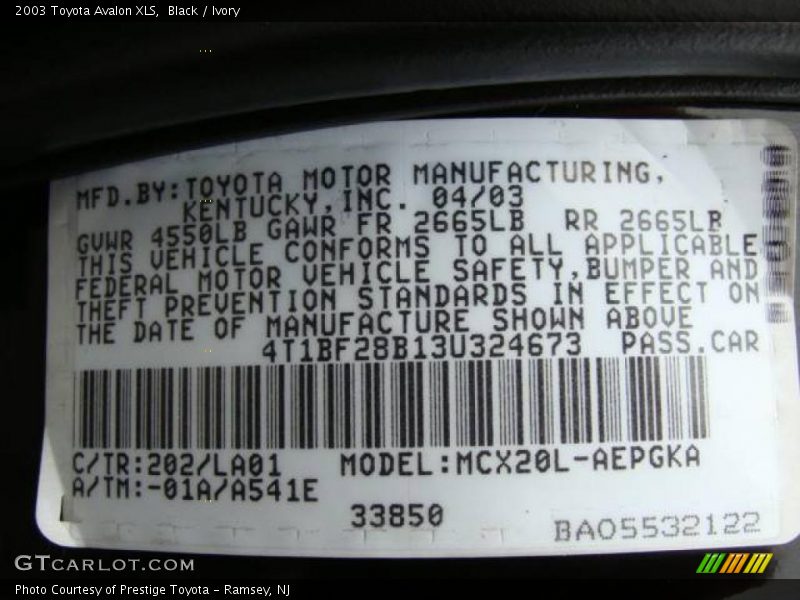 2003 Toyota Avalon XLS,  Black / Ivory
MFD.BY:TOYOTA MOTOR MANUFACTURING,
KENTUCKY,INC. 04/03
GVWR 4550LB GAWR FR 2665LB  RR 2665LB
THIS VEHICLE CONFORMS TO ALL APPLICABLE
FEDERAL MOTOR VEHICLE SAFETY,BUMPER AND
THEFT PREVENTION STANDARDS IN EFFECT ON
THE DATE OF MANUFACTURE SHOWN ABOVE
4T1BF28B13U324673  PASS.CAR
C/TR:202/LA01  MODEL:MCX20L-AEPGKA
A/TM:-01A/A541E
33850
BA05532122
GTCARLOT.COM
Photo Courtesy of Prestige Toyota - Ramsey, NJ